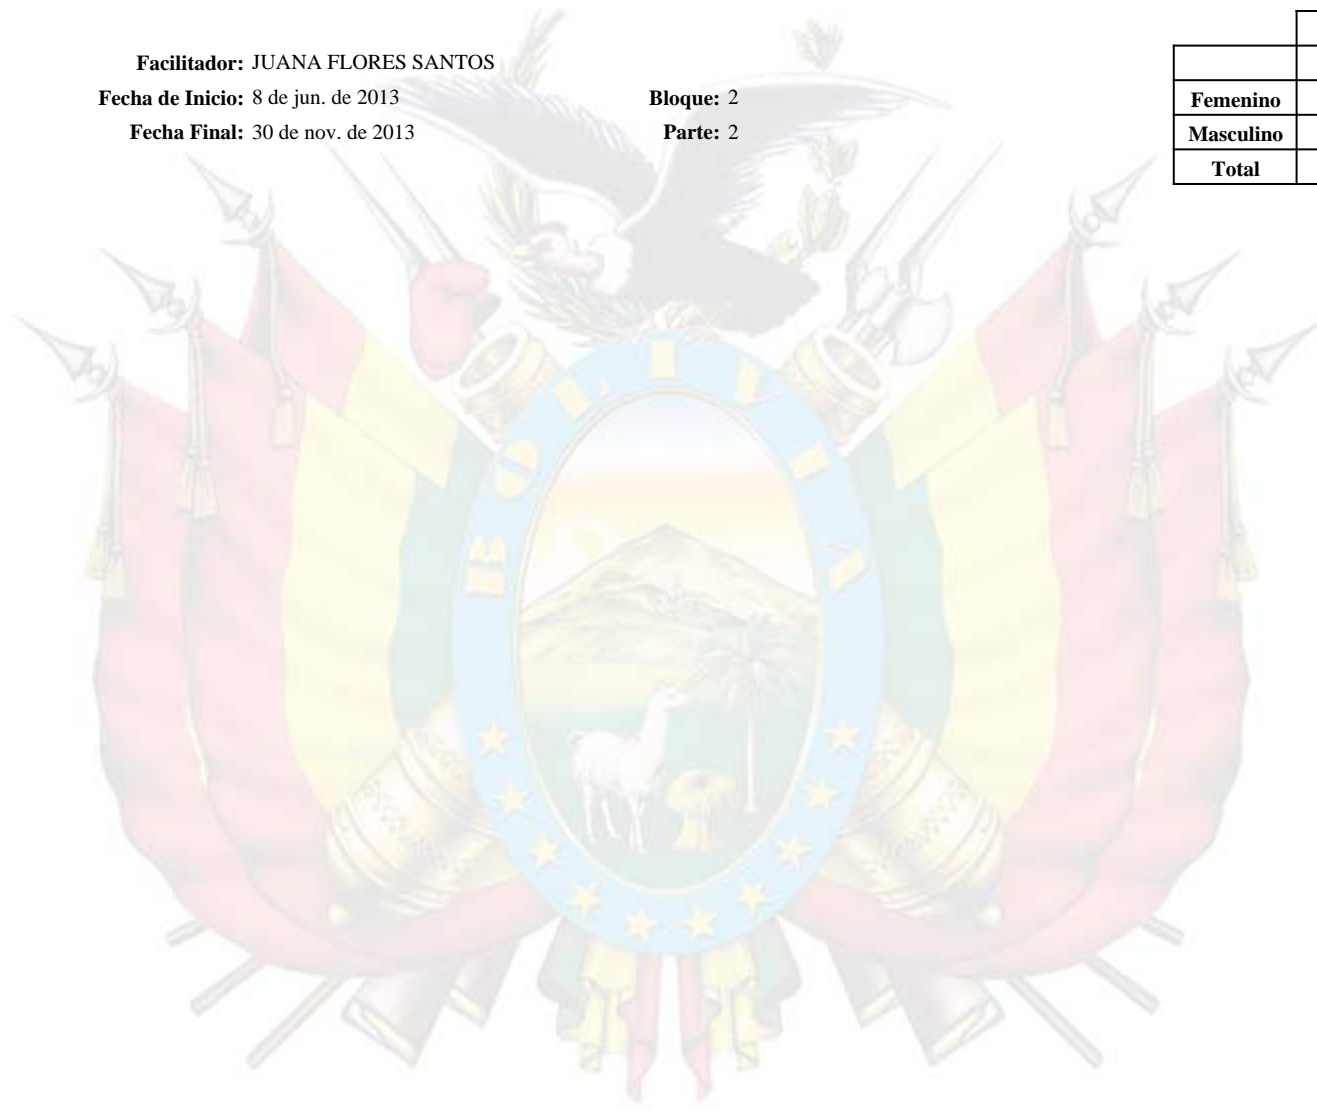 Facilitador: JUANA FLORES SANTOS
Fecha de Inicio: 8 de jun. de 2013 Bloque: 2
Fecha Final: 30 de nov. de 2013 Parte: 2
Femenino
Masculino
Total
BOLIVIA